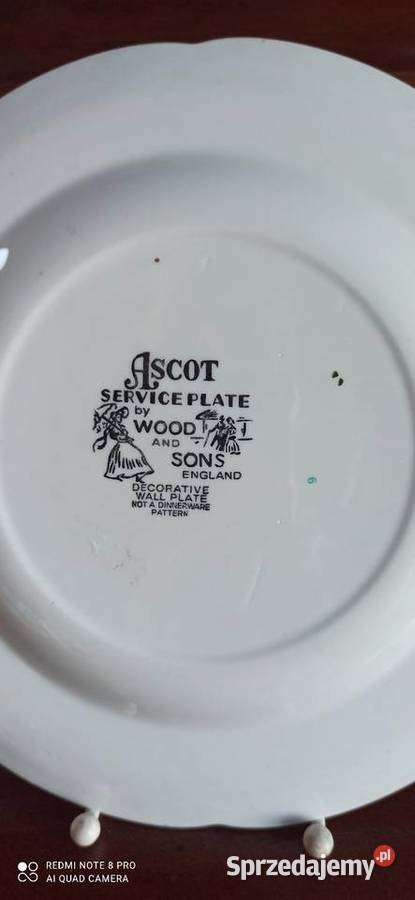 ASCOT
SERVICE PLATE
by
WOOD
AND
SONS
ENGLAND
DECORATIVE
WALL PLATE
NOT A DINNERWARE
PATTERN
6
REDMI NOTE 8 PRO
AI QUAD CAMERA
Sprzedajemy.pl